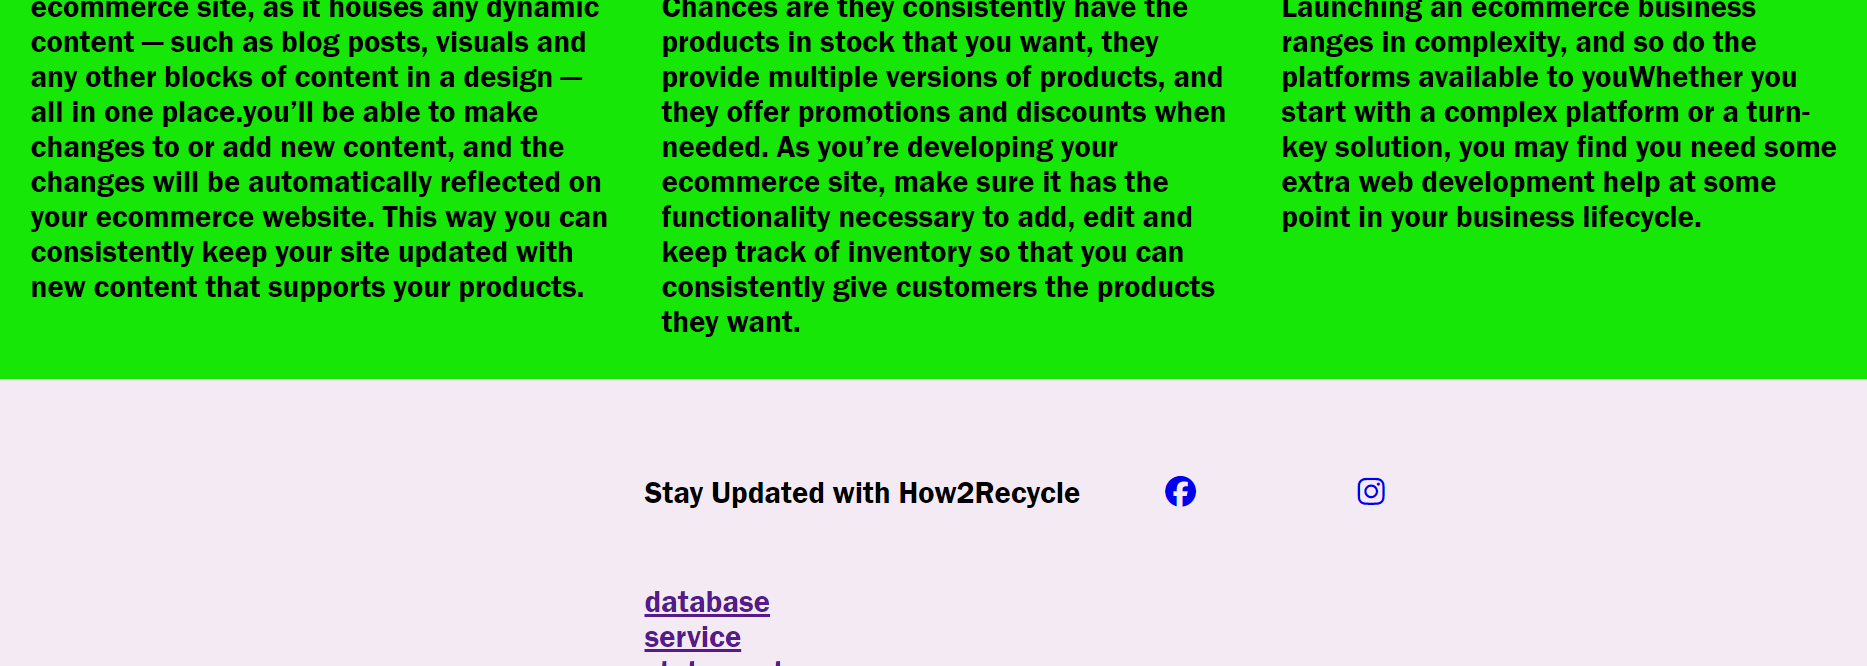 ecommerce site, as it houses any dynamic
content — such as blog posts, visuals and
any other blocks of content in a design —
all in one place.you’ll be able to make
changes to or add new content, and the
changes will be automatically reflected on
your ecommerce website. This way you can
consistently keep your site updated with
new content that supports your products.
Chances are they consistently have the
products in stock that you want, they
provide multiple versions of products, and
they offer promotions and discounts when
needed. As you’re developing your
ecommerce site, make sure it has the
functionality necessary to add, edit and
keep track of inventory so that you can
consistently give customers the products
they want.
Launching an ecommerce business
ranges in complexity, and so do the
platforms available to youWhether you
start with a complex platform or a turn-
key solution, you may find you need some
extra web development help at some
point in your business lifecycle.
Stay Updated with How2Recycle
database
service